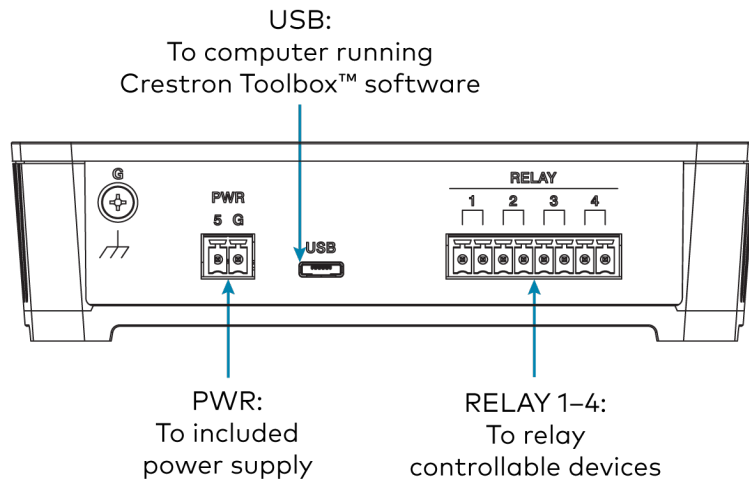 USB:
To computer running
Crestron Toolbox™ software
G
PWR
5 G
USB
RELAY
1 2 3 4
PWR:
To included
power supply
RELAY 1–4:
To relay
controllable devices